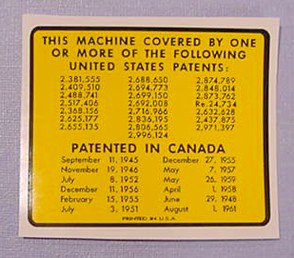 THIS MACHINE COVERED BY ONE
OR MORE OF THE FOLLOWING
UNITED STATES PATENTS:
2,381,555 2,688,650 2,874,789
2,409,510 2,694,773 2,848,014
2,488,741 2,699,150 2,873,762
2,517,406 2,692,008 Re. 24,734
2,368,156 2,716,966 2,632,628
2,625,177 2,836,195 2,437,875
2,655,135 2,806,565 2,971,397
2,996,124
PATENTED IN CANADA
September 11, 1945 December 27, 1955
November 19, 1946 May 7, 1957
July 8, 1952 May 26, 1959
December 11, 1956 April 1, 1958
February 15, 1955 June 29, 1948
July 3, 1951 August 1, 1961
PRINTED IN U.S.A.